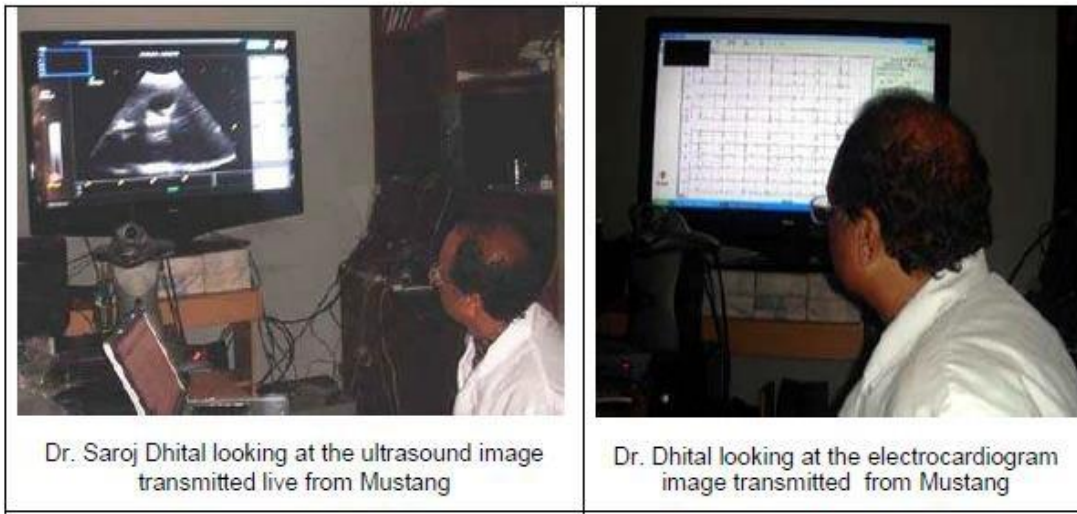 Dr. Saroj Dhital looking at the ultrasound image
transmitted live from Mustang
Dr. Dhital looking at the electrocardiogram
image transmitted from Mustang